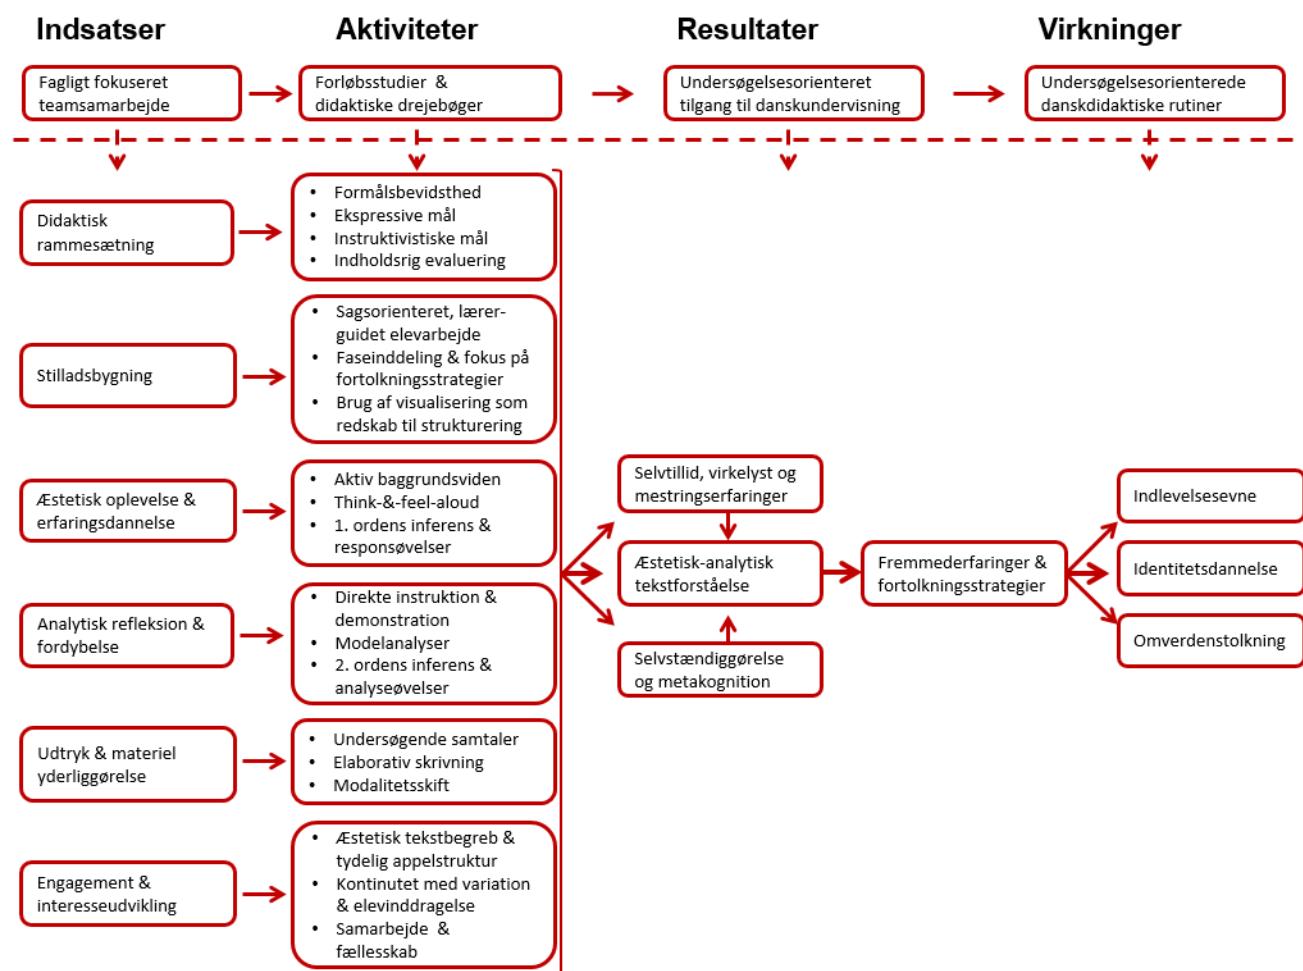 Indsatser
Aktiviteter
Resultater
Virkninger
Fagligt fokuseret
teamsamarbejde
Forløbsstudier &
didaktiske drejebøger
Undersøgelsesorienteret
tilgang til danskundervisning
Undersøgelsesorienterede
danskdidaktiske rutiner
Didaktisk
rammesætning
• Formålsbevidsthed
• Ekspressive mål
• Instruktivistiske mål
• Indholdsrig evaluering
Stilladsbygning
• Sagsorienteret, lærer-
guidet elevarbejde
• Faseinddeling & fokus på
fortolkningsstrategier
• Brug af visualisering som
redskab til strukturering
Æstetisk oplevelse &
erfaringsdannelse
• Aktiv baggrundsviden
• Think-&-feel-aloud
• 1. ordens inferens &
responsøvelser
Analytisk refleksion &
fordybelse
• Direkte instruktion &
demonstration
• Modelanalyser
• 2. ordens inferens &
analyseøvelser
Udtryk & materiel
yderliggørelse
• Undersøgende samtaler
• Elaborativ skrivning
• Modalitetsskift
Engagement &
interesseudvikling
• Æstetisk tekstbegreb &
tydelig appelstruktur
• Kontinutet med variation
& elevinddragelse
• Samarbejde &
fællesskab
Selvtillid, virkelyst og
mestringserfaringer
Æstetisk-analytisk
tekstforståelse
Selvstændiggørelse
og metakognition
Fremmederfaringer &
fortolkningsstrategier
Indlevelsesevne
Identitetsdannelse
Omverdenstolkning